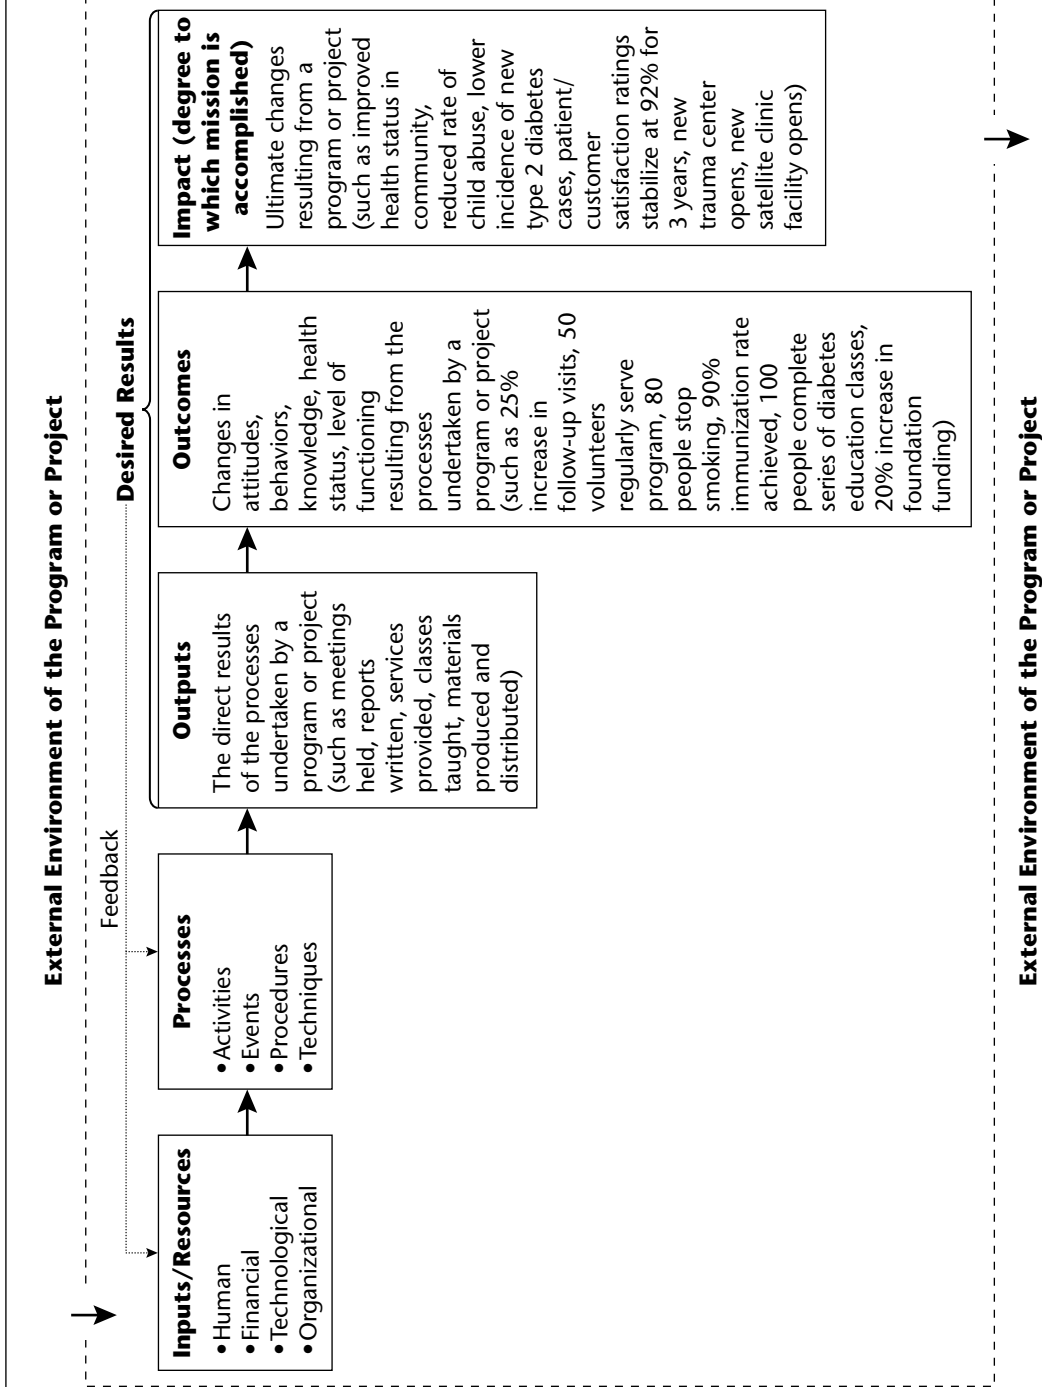 External Environment of the Program or Project
Desired Results
Feedback
Inputs/Resources
•Human
•Financial
•Technological
•Organizational
Processes
•Activities
•Events
•Procedures
•Techniques
Outputs
The direct results
of the processes
undertaken by a
program or project
(such as meetings
held, reports
written, services
provided, classes
taught, materials
produced and
distributed)
Outcomes
Changes in
attitudes,
behaviors,
knowledge, health
status, level of
functioning
resulting from the
processes
undertaken by a
program or project
(such as 25%
increase in
follow-up visits, 50
volunteers
regularly serve
program, 80
people stop
smoking, 90%
immunization rate
achieved, 100
people complete
series of diabetes
education classes,
20% increase in
foundation
funding)
Impact (degree to
which mission is
accomplished)
Ultimate changes
resulting from a
program or project
(such as improved
health status in
community,
reduced rate of
child abuse, lower
incidence of new
type 2 diabetes
cases, patient/
customer
satisfaction ratings
stabilize at 92% for
3 years, new
trauma center
opens, new
satellite clinic
facility opens)
External Environment of the Program or Project